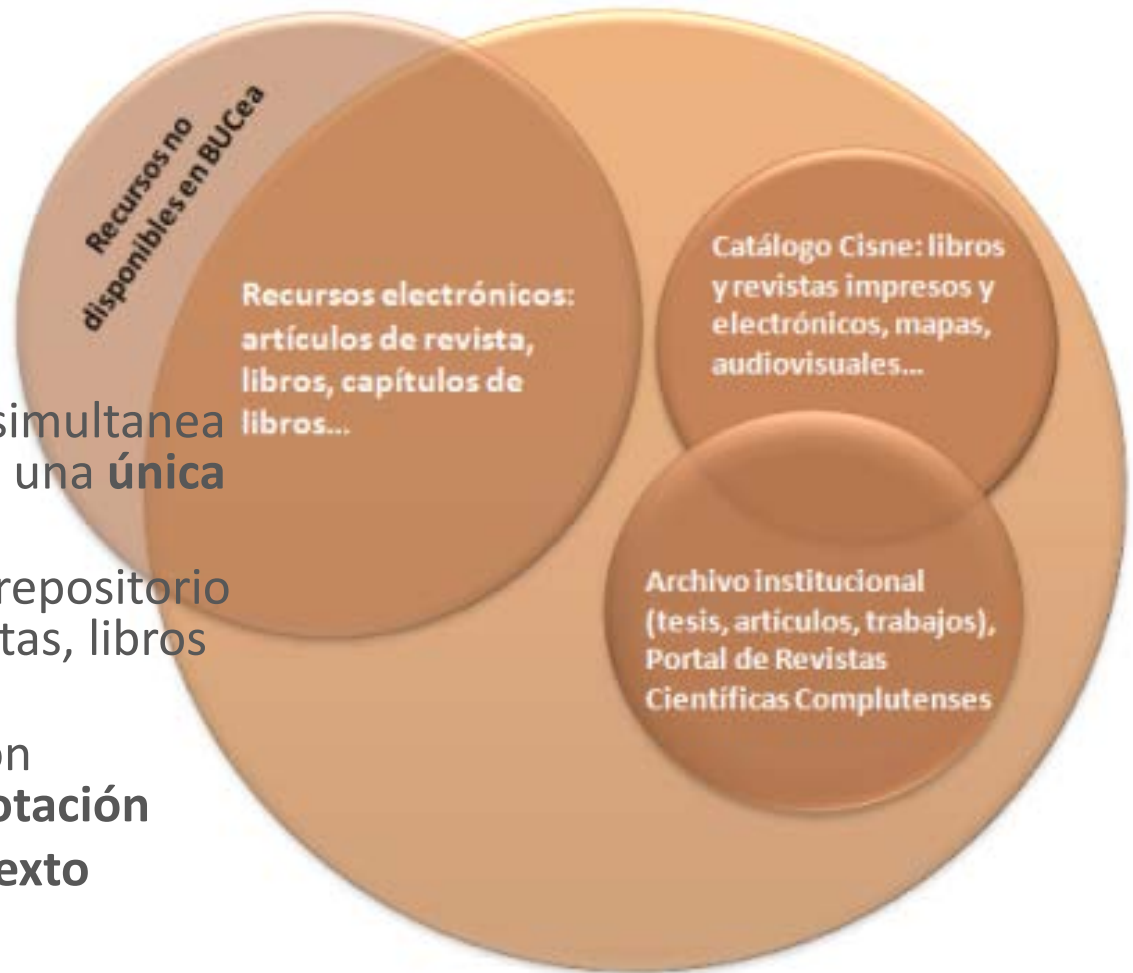 Recursos no
disponibles en BUCea
Recursos electrónicos:
artículos de revista,
libros, capítulos de
libros...
Catálogo Cisne: libros
y revistas impresos y
electrónicos, mapas,
audiovisuales...
Archivo institucional
(tesis, artículos, trabajos),
Portal de Revistas
Científicas Complutenses
simultanea
una única
repositorio
tas, libros
ón
otación
exto